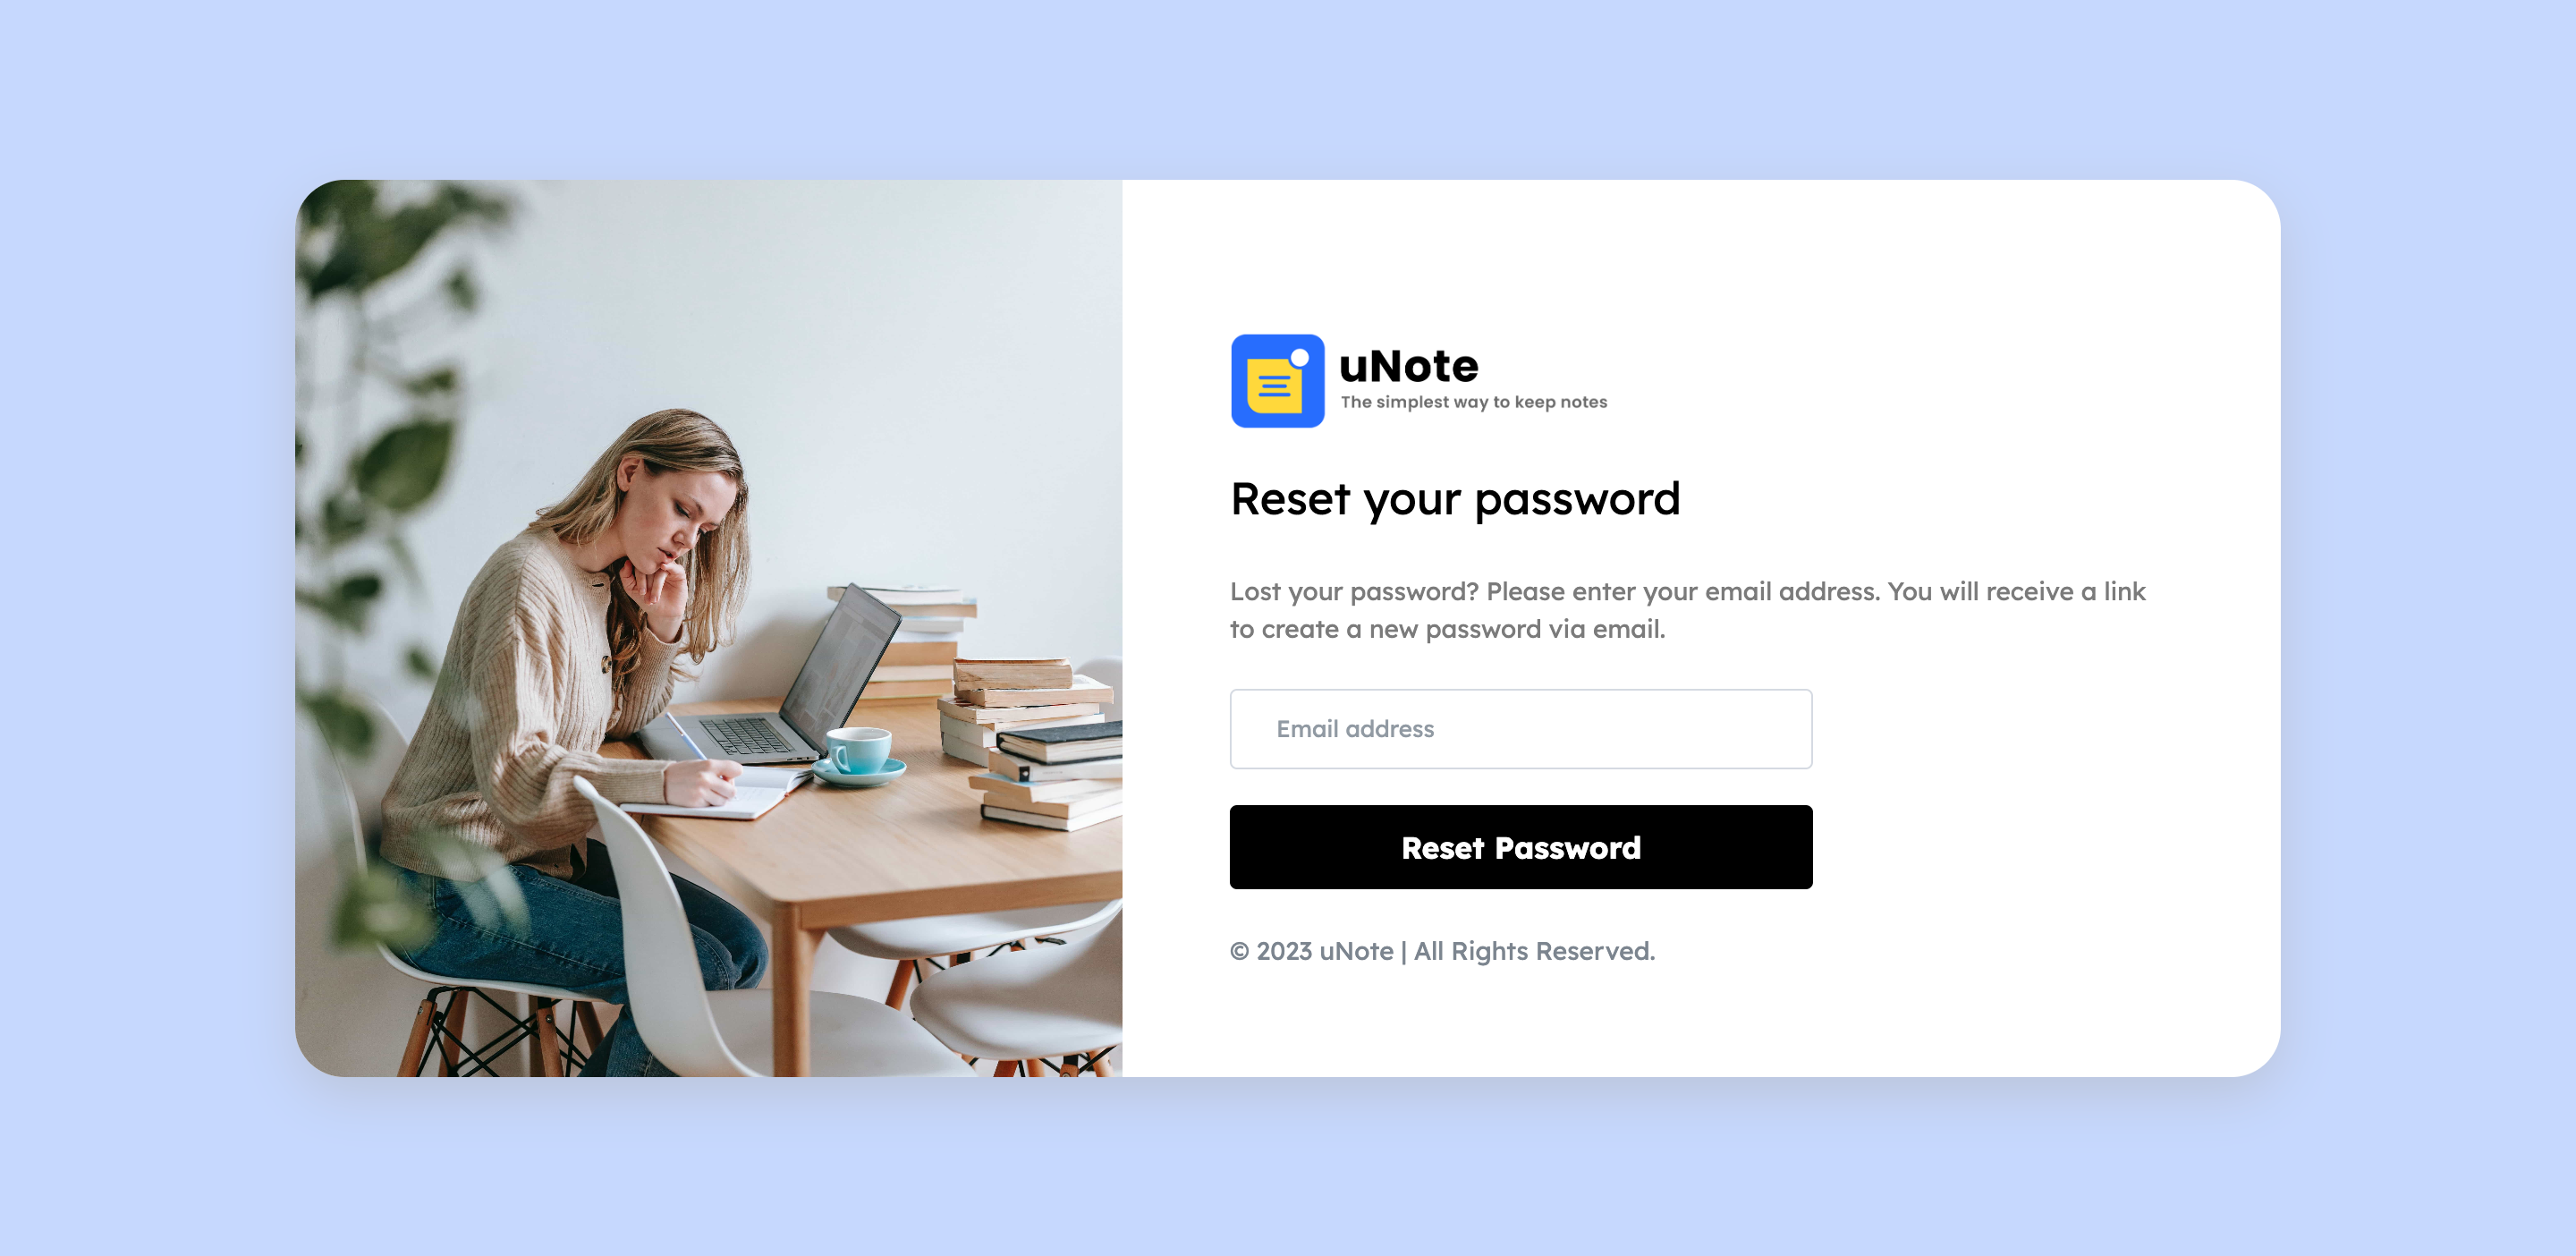 uNote
The simplest way to keep notes
Reset your password
Lost your password? Please enter your email address. You will receive a link
to create a new password via email.
Email address
Reset Password
© 2023 uNote | All Rights Reserved.